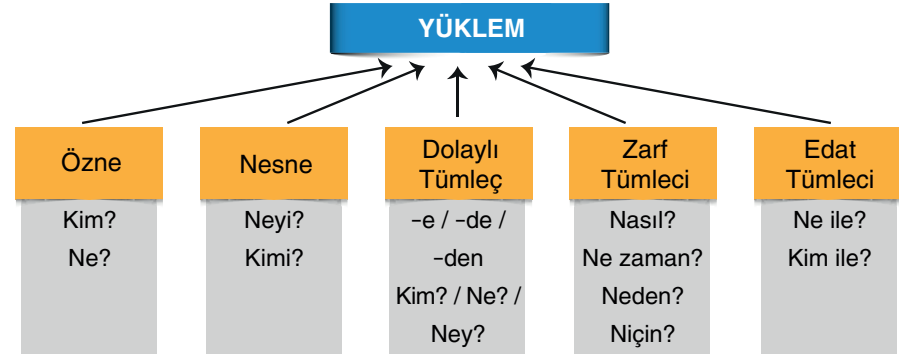 YÜKLEM
Özne
Kim?
Ne?
Nesne
Neyi?
Kimi?
Dolaylı
Tümleç
-e / -de /
-den
Kim? / Ne? /
Ney?
Zarf
Tümleci
Nasıl?
Ne zaman?
Neden?
Niçin?
Edat
Tümleci
Ne ile?
Kim ile?